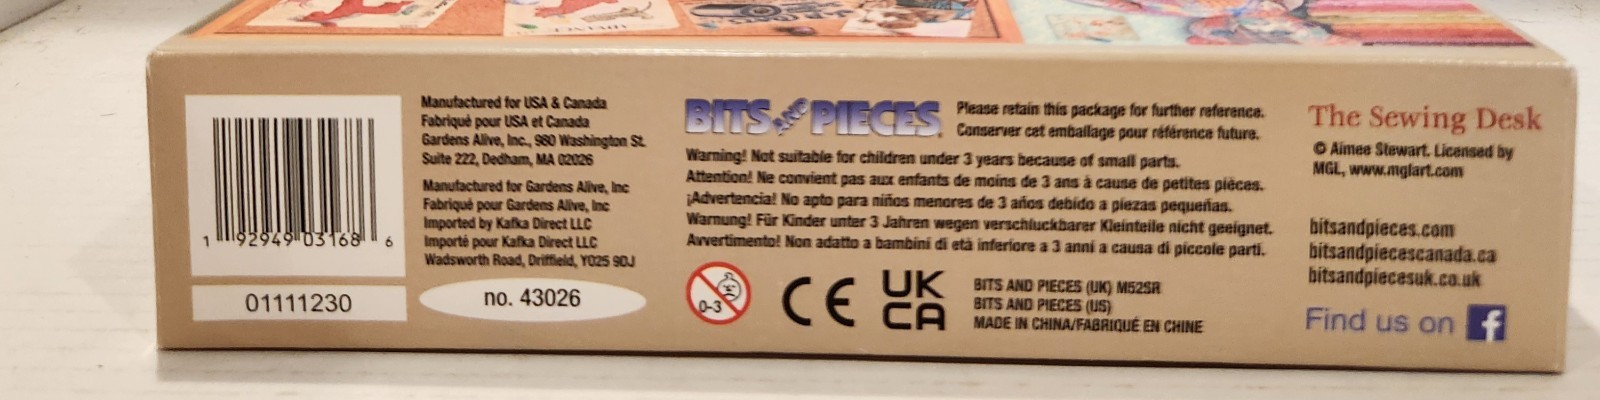 1 92949 03168 6
01111230
Manufactured for USA & Canada
Fabriqué pour USA et Canada
Gardens Alive, Inc., 980 Washington St.
Suite 222, Dedham, MA 02026
Manufactured for Gardens Alive, Inc
Fabriqué pour Gardens Alive, Inc
Imported by Kafka Direct LLC
Importé pour Kafka Direct LLC
Wadsworth Road, Driffield, YO25 9DJ
no. 43026
BITS AND PIECES
Please retain this package for further reference.
Conserver cet emballage pour référence future.
Warning! Not suitable for children under 3 years because of small parts.
Attention! Ne convient pas aux enfants de moins de 3 ans à cause de petites pièces.
¡Advertencia! No apto para niños menores de 3 años debido a piezas pequeñas.
Warnung! Für Kinder unter 3 Jahren wegen verschluckbarer Kleinteile nicht geeignet.
Avvertimento! Non adatto a bambini di età inferiore a 3 anni a causa di piccole parti.
0-3
CE
UK
CA
BITS AND PIECES (UK) M52SR
BITS AND PIECES (US)
MADE IN CHINA/FABRIQUÉ EN CHINE
The Sewing Desk
© Aimee Stewart. Licensed by
MGL, www.mglart.com
bitsandpieces.com
bitsandpiecescanada.ca
bitsandpiecesuk.co.uk
Find us on f